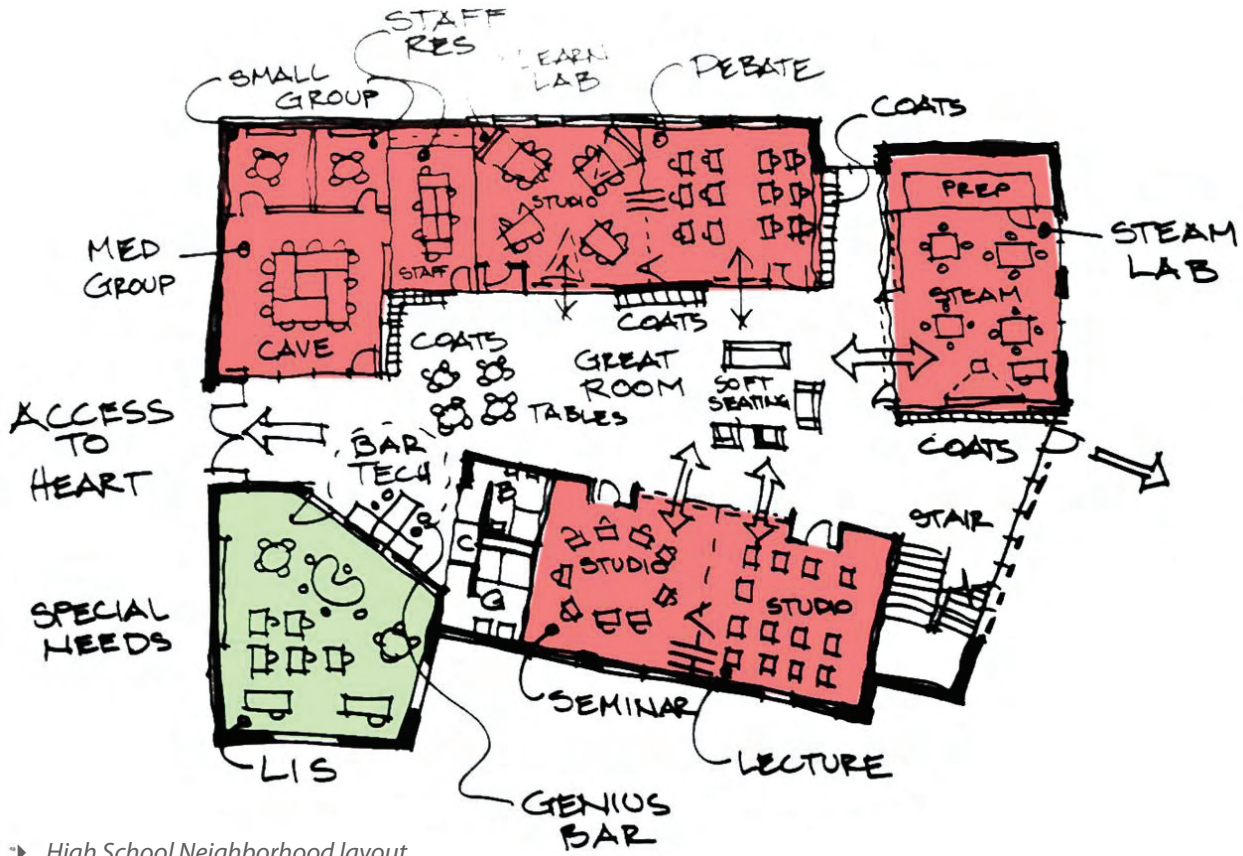 STAFF
RES
SMALL
GROUP
LEARN
LAB
DEBATE
COATS
PREP
STEAM
LAB
STUDIO
MED
GROUP
STAFF
STEAM
CAVE
COATS
COATS
GREAT
ROOM
SOFT
SEATING
TABLES
ACCESS
TO
HEART
BAR
TECH
COATS
B
STAIR
STUDIO
STUDIO
G
SPECIAL
NEEDS
SEMINAR
LECTURE
LIS
GENIUS
BAR
High School Neighborhood layout